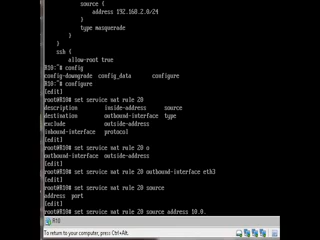 source {
address 192.168.2.0/24
}
type masquerade
}
}
ssh {
allow-root true
R10:~# config
config-downgrade config_data configure
R10:~# configure
[edit]
root@R10# set service nat rule 20
description inside-address source
destination outbound-interface type
exclude outside-address
inbound-interface protocol
[edit]
root@R10# set service nat rule 20 o
outbound-interface outside-address
[edit]
root@R10# set service nat rule 20 outbound-interface eth3
[edit]
root@R10# set service nat rule 20 source
address port
[edit]
root@R10# set service nat rule 20 source address 10.0.
R10
To return to your computer, press Ctrl+Alt.